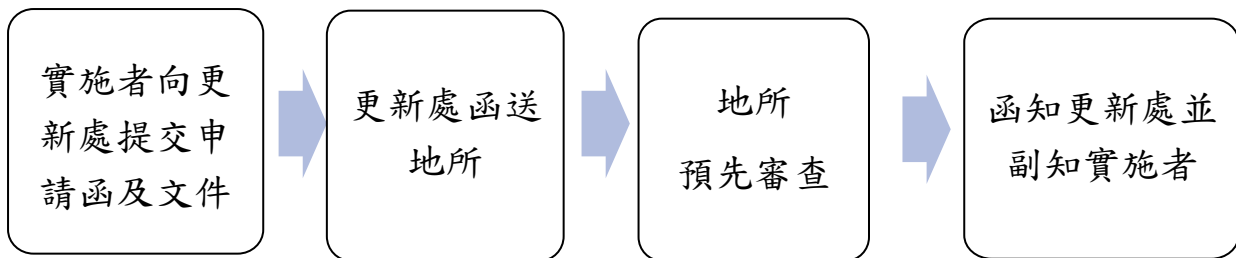 實施者向更
新處提交申
請函及文件
更新處函送
地所
地所
預先審查
函知更新處並
副知實施者